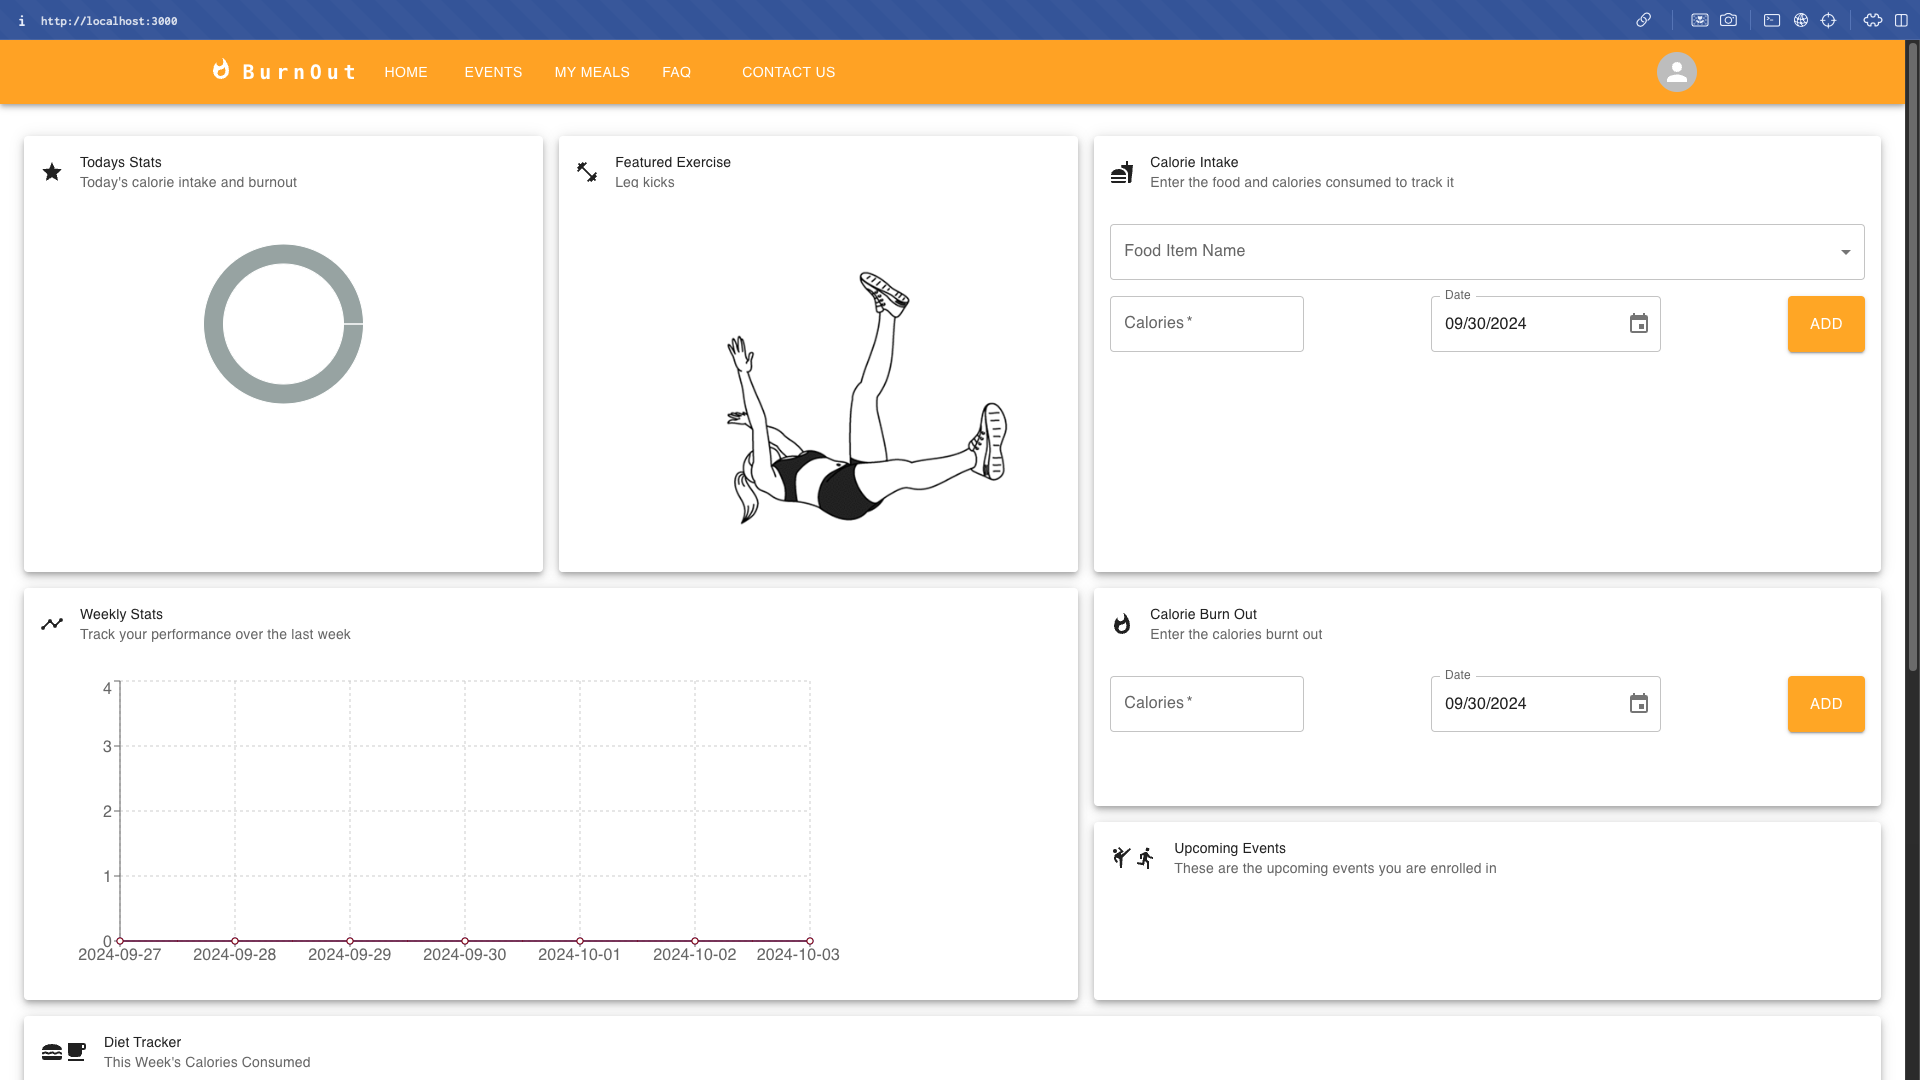 i http://localhost:3000
BurnOut HOME EVENTS MY MEALS FAQ CONTACT US
Todays Stats
Today's calorie intake and burnout
Featured Exercise
Leg kicks
Calorie Intake
Enter the food and calories consumed to track it
Food Item Name
Calories *
Date
09/30/2024
ADD
Weekly Stats
Track your performance over the last week
4
3
2
1
0
2024-09-27 2024-09-28 2024-09-29 2024-09-30 2024-10-01 2024-10-02 2024-10-03
Calorie Burn Out
Enter the calories burnt out
Calories *
Date
09/30/2024
ADD
Upcoming Events
These are the upcoming events you are enrolled in
Diet Tracker
This Week's Calories Consumed